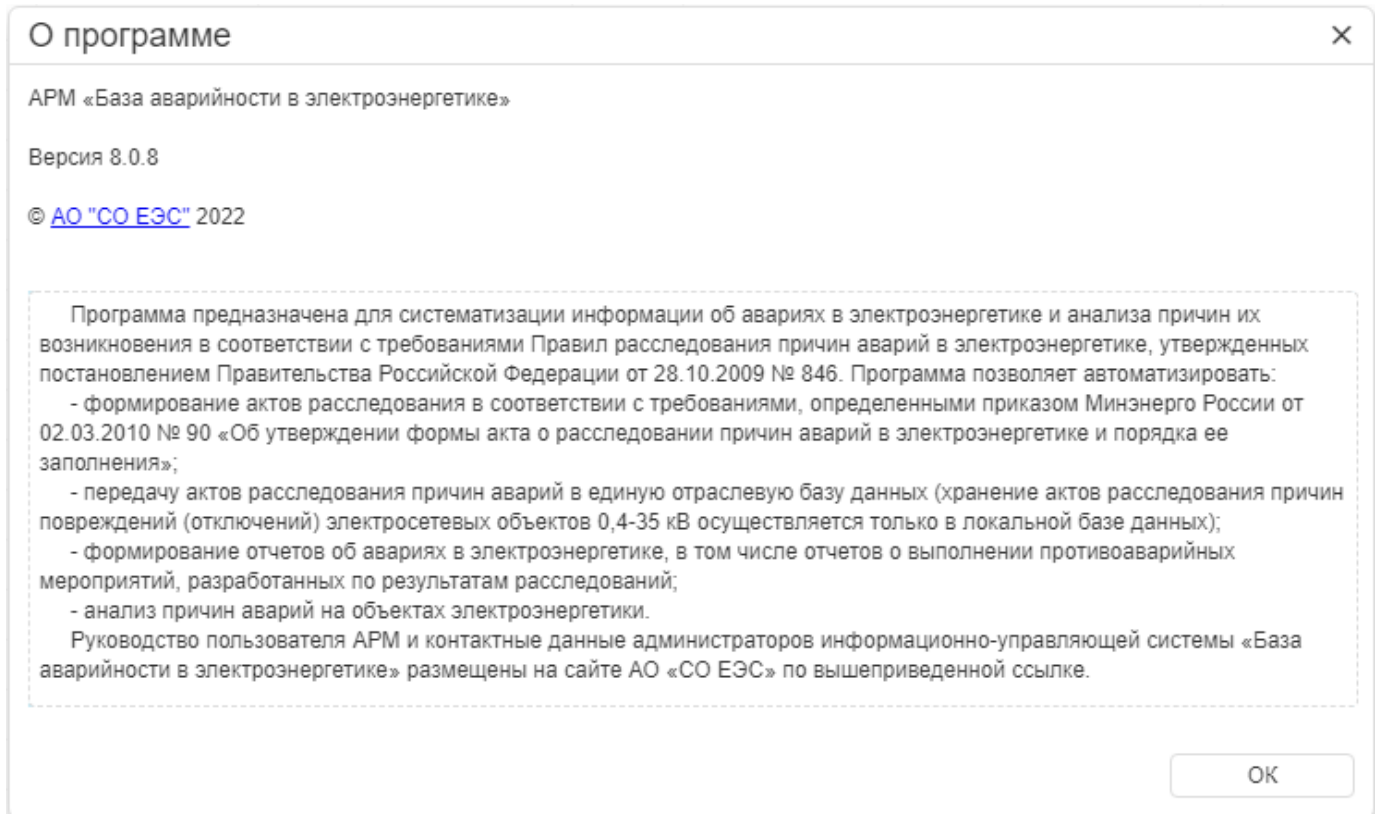 О программе
АРМ «База аварийности в электроэнергетике»
Версия 8.0.8
© АО "СО ЕЭС" 2022
Программа предназначена для систематизации информации об авариях в электроэнергетике и анализа причин их
возникновения в соответствии с требованиями Правил расследования причин аварий в электроэнергетике, утвержденных
постановлением Правительства Российской Федерации от 28.10.2009 № 846. Программа позволяет автоматизировать:
- формирование актов расследования в соответствии с требованиями, определенными приказом Минэнерго России от
02.03.2010 № 90 «Об утверждении формы акта о расследовании причин аварий в электроэнергетике и порядка ее
заполнения»;
- передачу актов расследования причин аварий в единую отраслевую базу данных (хранение актов расследования причин
повреждений (отключений) электросетевых объектов 0,4-35 кВ осуществляется только в локальной базе данных);
- формирование отчетов об авариях в электроэнергетике, в том числе отчетов о выполнении противоаварийных
мероприятий, разработанных по результатам расследований;
- анализ причин аварий на объектах электроэнергетики.
Руководство пользователя АРМ и контактные данные администраторов информационно-управляющей системы «База
аварийности в электроэнергетике» размещены на сайте АО «СО ЕЭС» по вышеприведенной ссылке.
ОК